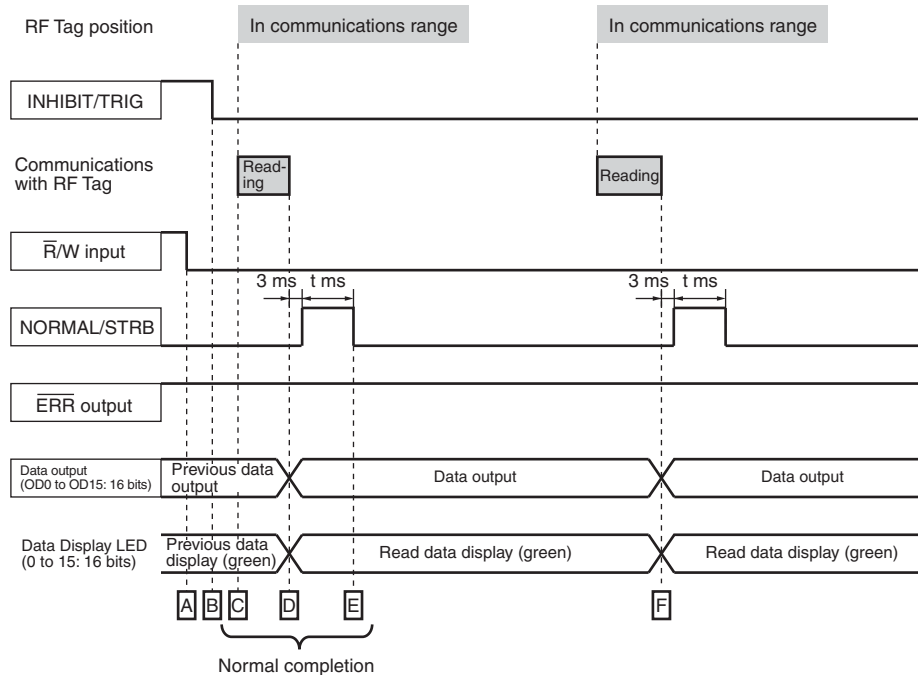 RF Tag position
In communications range
In communications range
INHIBIT/TRIG
Communications
with RF Tag
Read-
ing
Reading
R̅/W input
3 ms
t ms
3 ms
t ms
NORMAL/STRB
E̅R̅R̅ output
Data output
(OD0 to OD15: 16 bits)
Previous data
output
Data output
Data output
Data Display LED
(0 to 15: 16 bits)
Previous data
display (green)
Read data display (green)
Read data display (green)
A
B
C
D
E
F
Normal completion